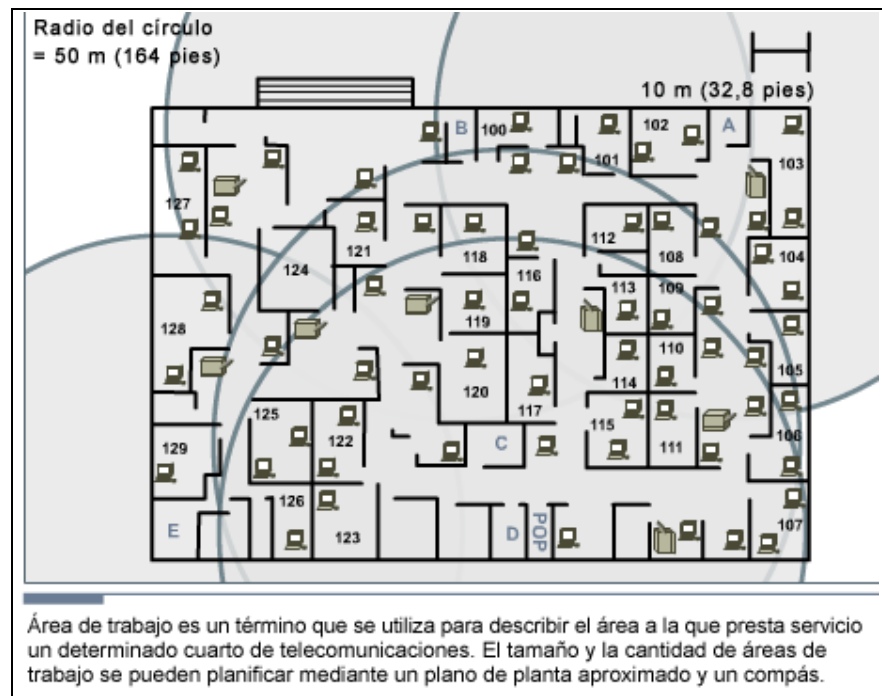 Radio del círculo
= 50 m (164 pies)
10 m (32,8 pies)
B
100
101
102
A
103
127
121
118
112
108
104
124
116
113
109
119
128
110
105
120
114
117
125
122
115
111
106
129
C
126
123
E
D
POP
107
Área de trabajo es un término que se utiliza para describir el área a la que presta servicio
un determinado cuarto de telecomunicaciones. El tamaño y la cantidad de áreas de
trabajo se pueden planificar mediante un plano de planta aproximado y un compás.